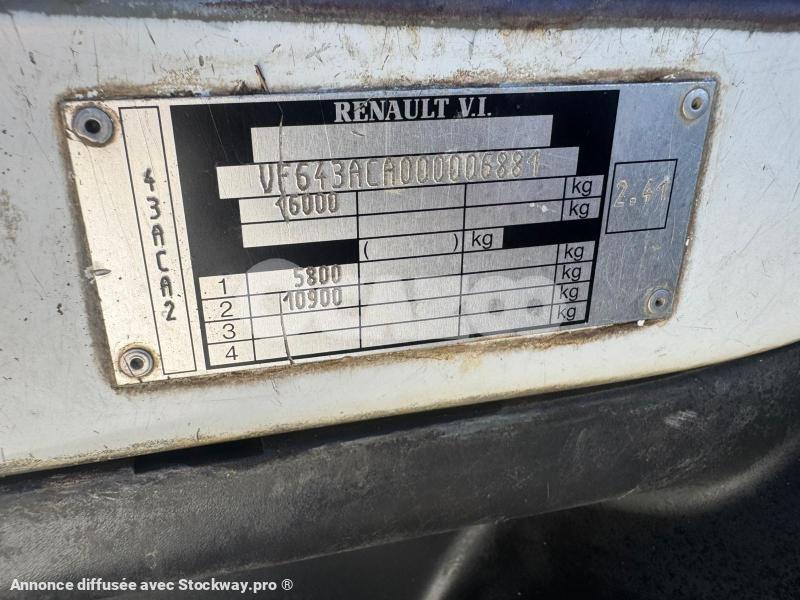 RENAULT V.I.
VF643ACA000006881
16000 kg
kg
( ) kg
kg
1 5800 kg
2 10900 kg
3 kg
4
43ACA2
2.41
Annonce diffusée avec Stockway.pro ®